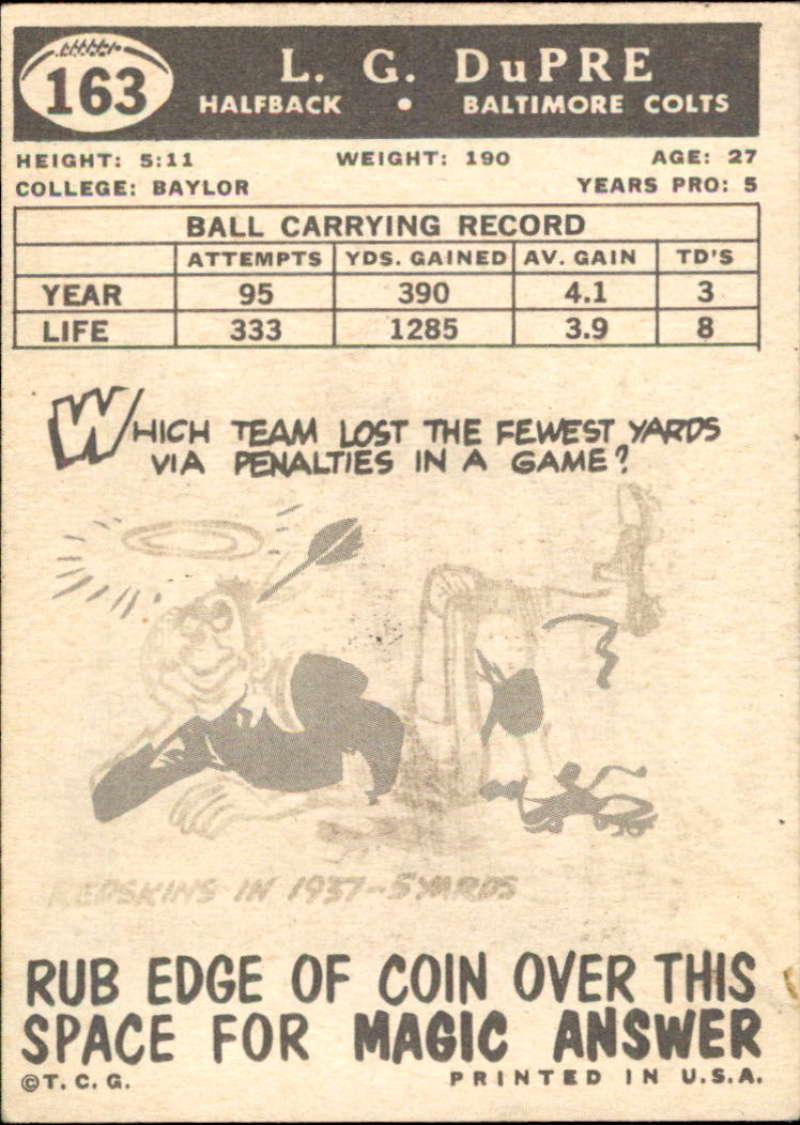 163
L. G. DuPRE
HALFBACK • BALTIMORE COLTS
HEIGHT: 5:11 WEIGHT: 190 AGE: 27
COLLEGE: BAYLOR YEARS PRO: 5
BALL CARRYING RECORD
ATTEMPTS YDS. GAINED AV. GAIN TD'S
YEAR 95 390 4.1 3
LIFE 333 1285 3.9 8
WHICH TEAM LOST THE FEWEST YARDS
VIA PENALTIES IN A GAME?
REDSKINS IN 1937-5 YARDS
RUB EDGE OF COIN OVER THIS
SPACE FOR MAGIC ANSWER
©T. C. G. PRINTED IN U.S.A.